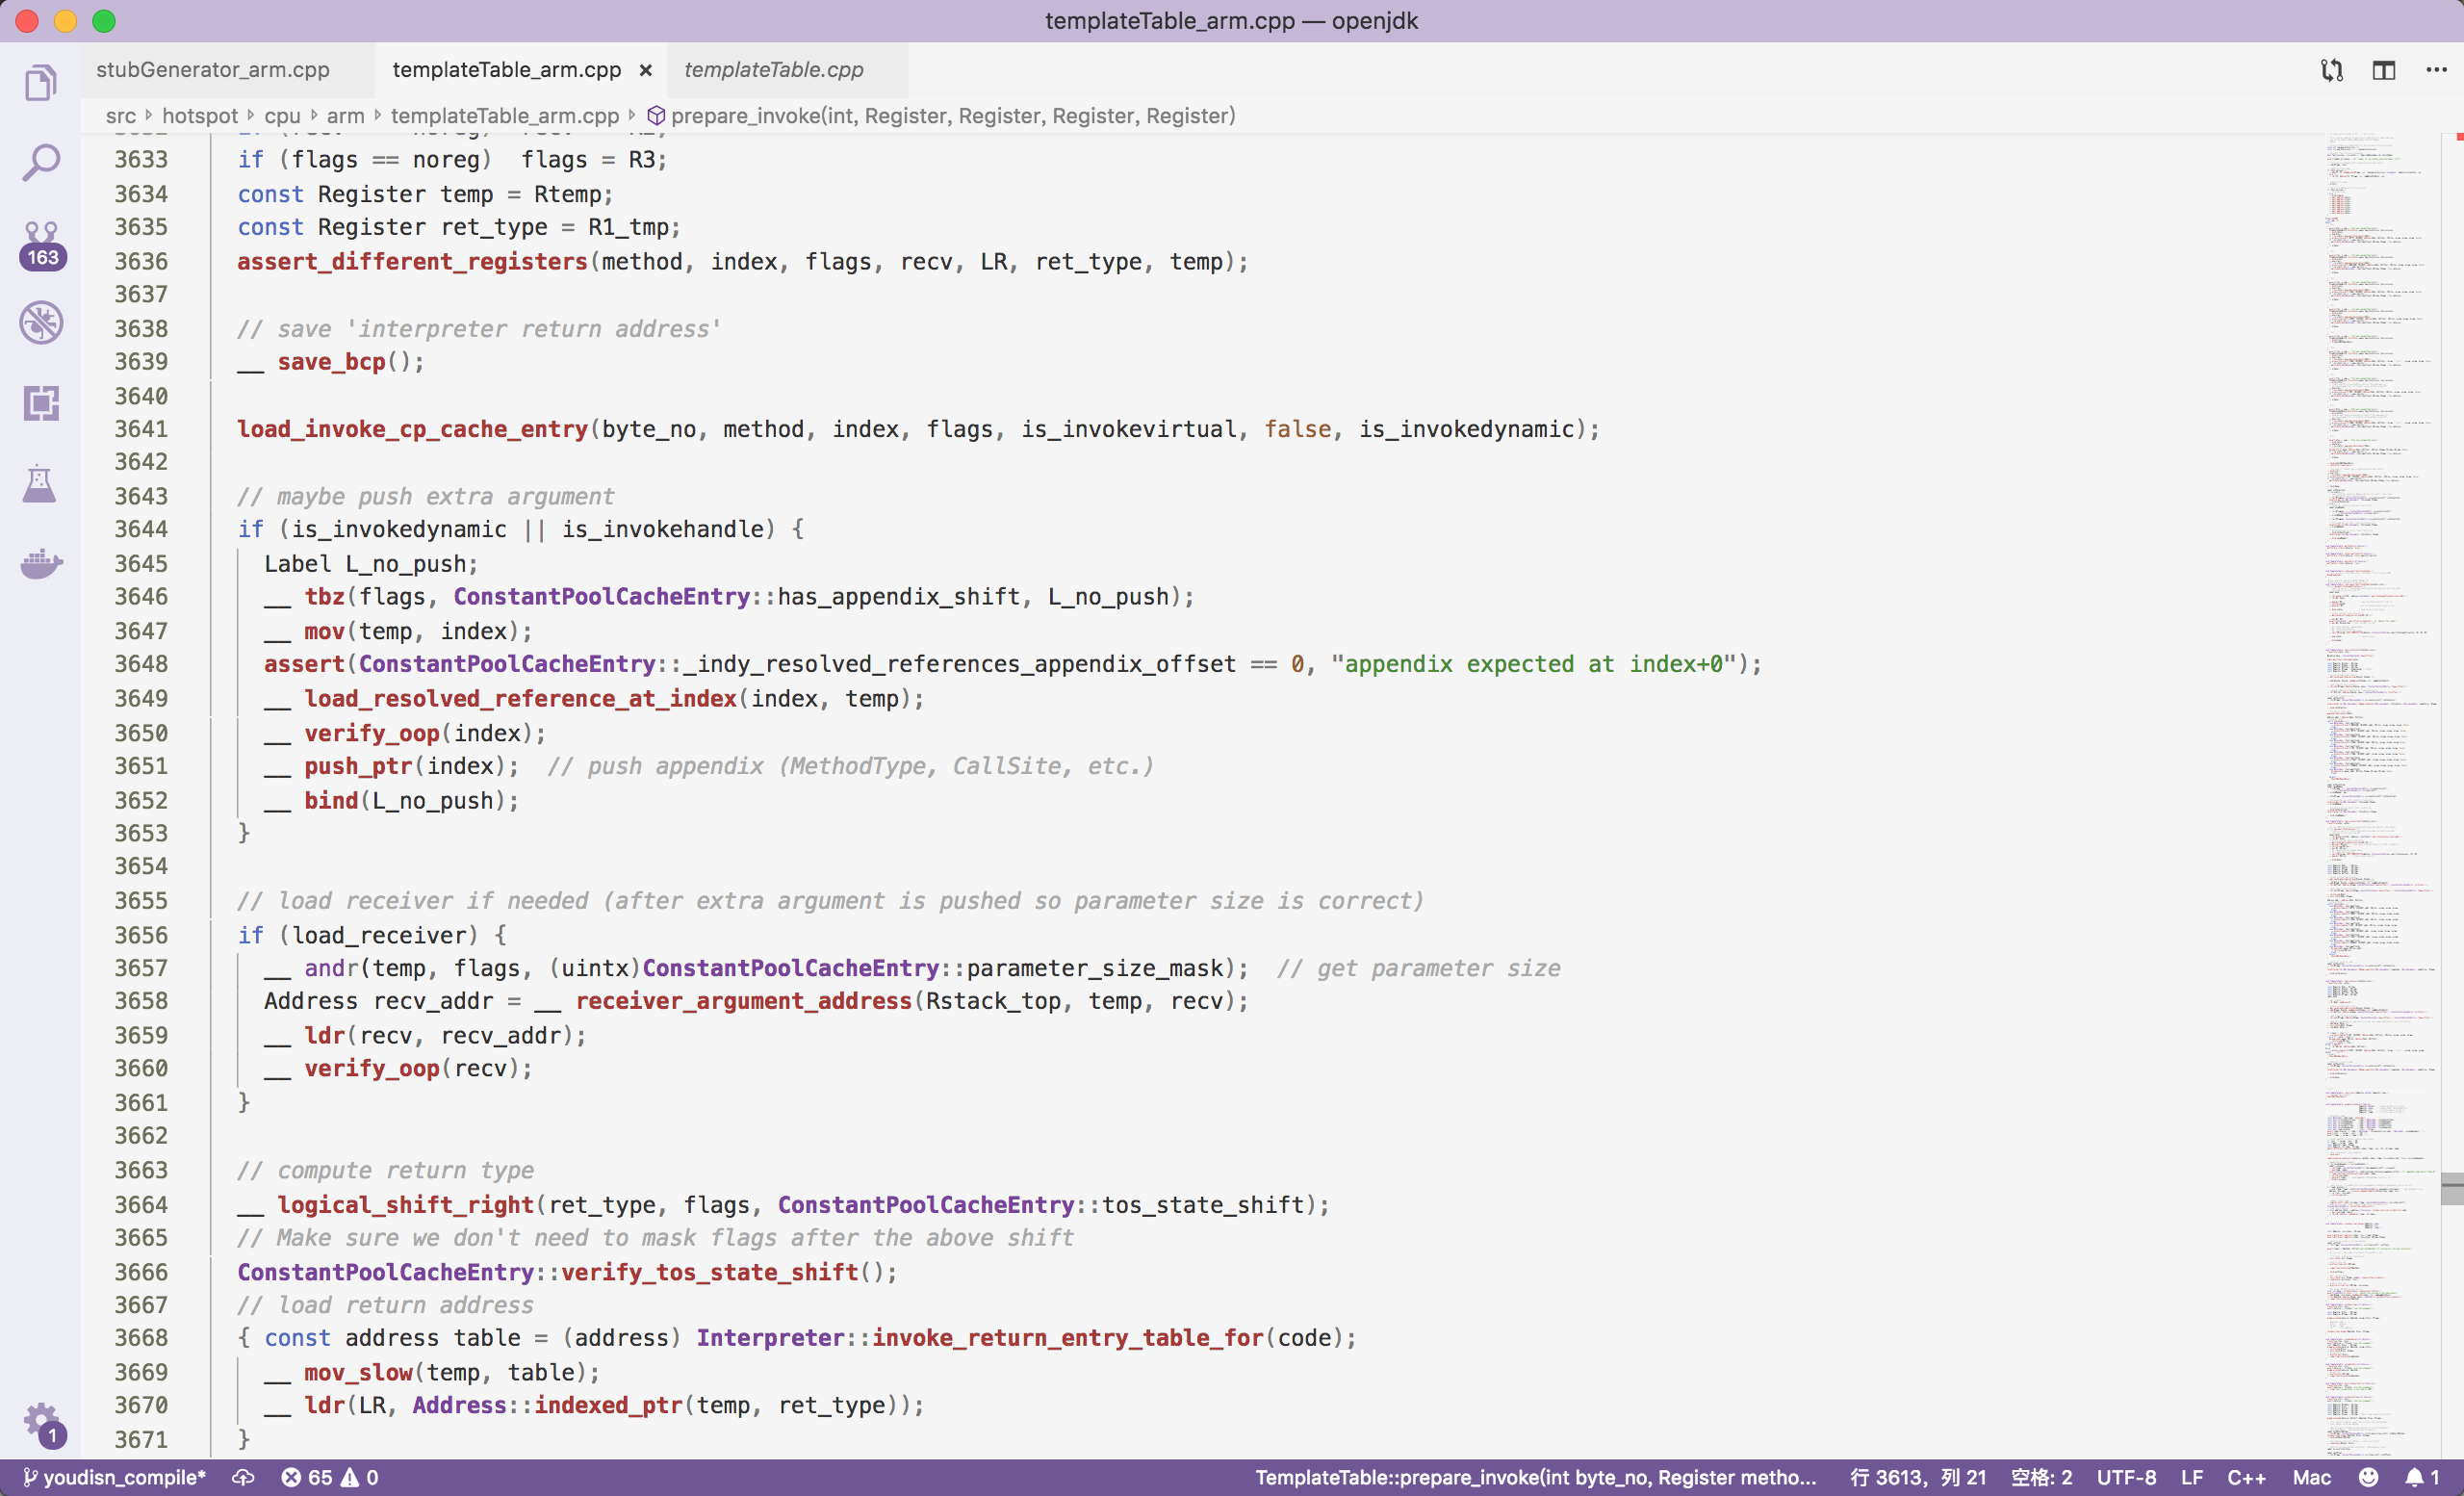 templateTable_arm.cpp — openjdk
stubGenerator_arm.cpp templateTable_arm.cpp × templateTable.cpp
src hotspot cpu arm templateTable_arm.cpp prepare_invoke(int, Register, Register, Register, Register)
3633 if (flags == noreg)  flags = R3;
3634 const Register temp = Rtemp;
3635 const Register ret_type = R1_tmp;
3636 assert_different_registers(method, index, flags, recv, LR, ret_type, temp);
3637
3638 // save 'interpreter return address'
3639 __ save_bcp();
3640
3641 load_invoke_cp_cache_entry(byte_no, method, index, flags, is_invokevirtual, false, is_invokedynamic);
3642
3643 // maybe push extra argument
3644 if (is_invokedynamic || is_invokehandle) {
3645   Label L_no_push;
3646   __ tbz(flags, ConstantPoolCacheEntry::has_appendix_shift, L_no_push);
3647   __ mov(temp, index);
3648   assert(ConstantPoolCacheEntry::_indy_resolved_references_appendix_offset == 0, "appendix expected at index+0");
3649   __ load_resolved_reference_at_index(index, temp);
3650   __ verify_oop(index);
3651   __ push_ptr(index);  // push appendix (MethodType, CallSite, etc.)
3652   __ bind(L_no_push);
3653 }
3654
3655 // load receiver if needed (after extra argument is pushed so parameter size is correct)
3656 if (load_receiver) {
3657   __ andr(temp, flags, (uintx)ConstantPoolCacheEntry::parameter_size_mask);  // get parameter size
3658   Address recv_addr = __ receiver_argument_address(Rstack_top, temp, recv);
3659   __ ldr(recv, recv_addr);
3660   __ verify_oop(recv);
3661 }
3662
3663 // compute return type
3664 __ logical_shift_right(ret_type, flags, ConstantPoolCacheEntry::tos_state_shift);
3665 // Make sure we don't need to mask flags after the above shift
3666 ConstantPoolCacheEntry::verify_tos_state_shift();
3667 // load return address
3668 { const address table = (address) Interpreter::invoke_return_entry_table_for(code);
3669   __ mov_slow(temp, table);
3670   __ ldr(LR, Address::indexed_ptr(temp, ret_type));
3671 }
163
1
youdisn_compile* 65 0 TemplateTable::prepare_invoke(int byte_no, Register metho... 行 3613，列 21 空格: 2 UTF-8 LF C++ Mac 1